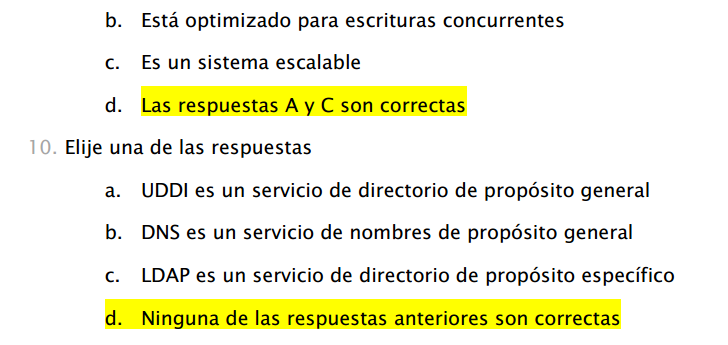 b. Está optimizado para escrituras concurrentes
c. Es un sistema escalable
d. Las respuestas A y C son correctas
10. Elije una de las respuestas
a. UDDI es un servicio de directorio de propósito general
b. DNS es un servicio de nombres de propósito general
c. LDAP es un servicio de directorio de propósito específico
d. Ninguna de las respuestas anteriores son correctas